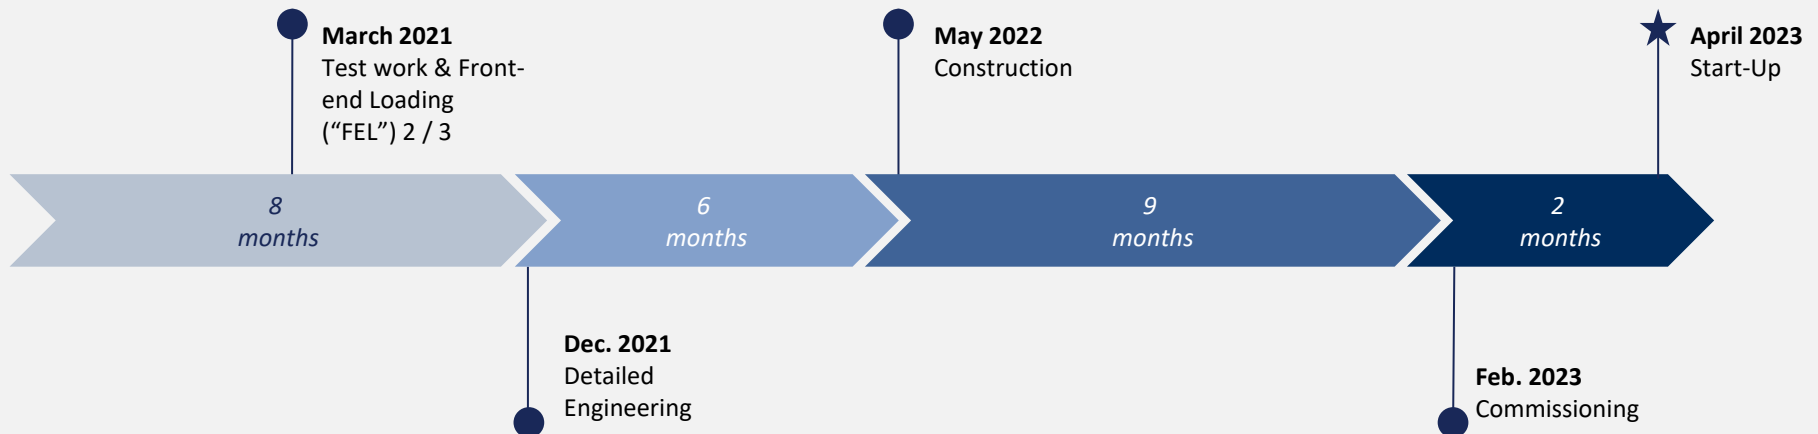 March 2021
Test work & Front-
end Loading
(“FEL”) 2 / 3
May 2022
Construction
April 2023
Start-Up
8
months
6
months
9
months
2
months
Dec. 2021
Detailed
Engineering
Feb. 2023
Commissioning